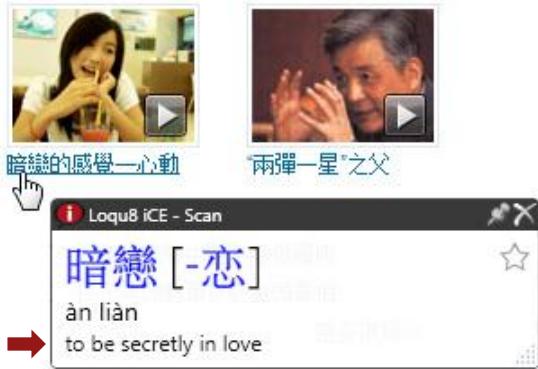 暗戀的感覺—心動
"兩彈一星"之父
Loqu8 iCE - Scan
暗戀 [-恋]
àn liàn
to be secretly in love